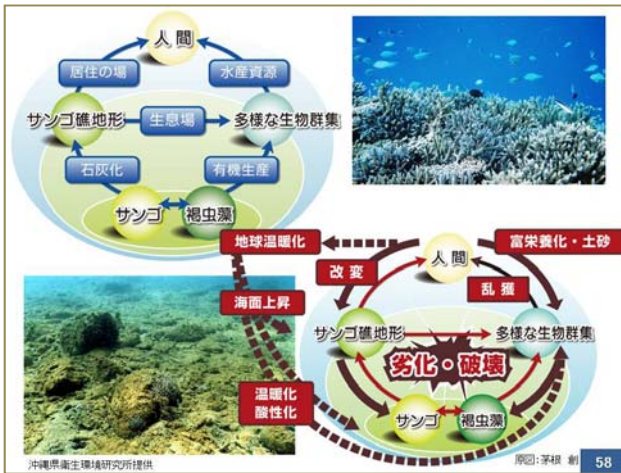 人間
居住の場
水産資源
サンゴ礁地形
生息場
多様な生物群集
石灰化
有機生産
サンゴ
褐虫藻
地球温暖化
富栄養化・土砂
人間
改変
乱獲
海面上昇
サンゴ礁地形
多様な生物群集
劣化・破壊
温暖化
酸性化
サンゴ
褐虫藻
沖縄県衛生環境研究所提供
原図:茅根 創
58